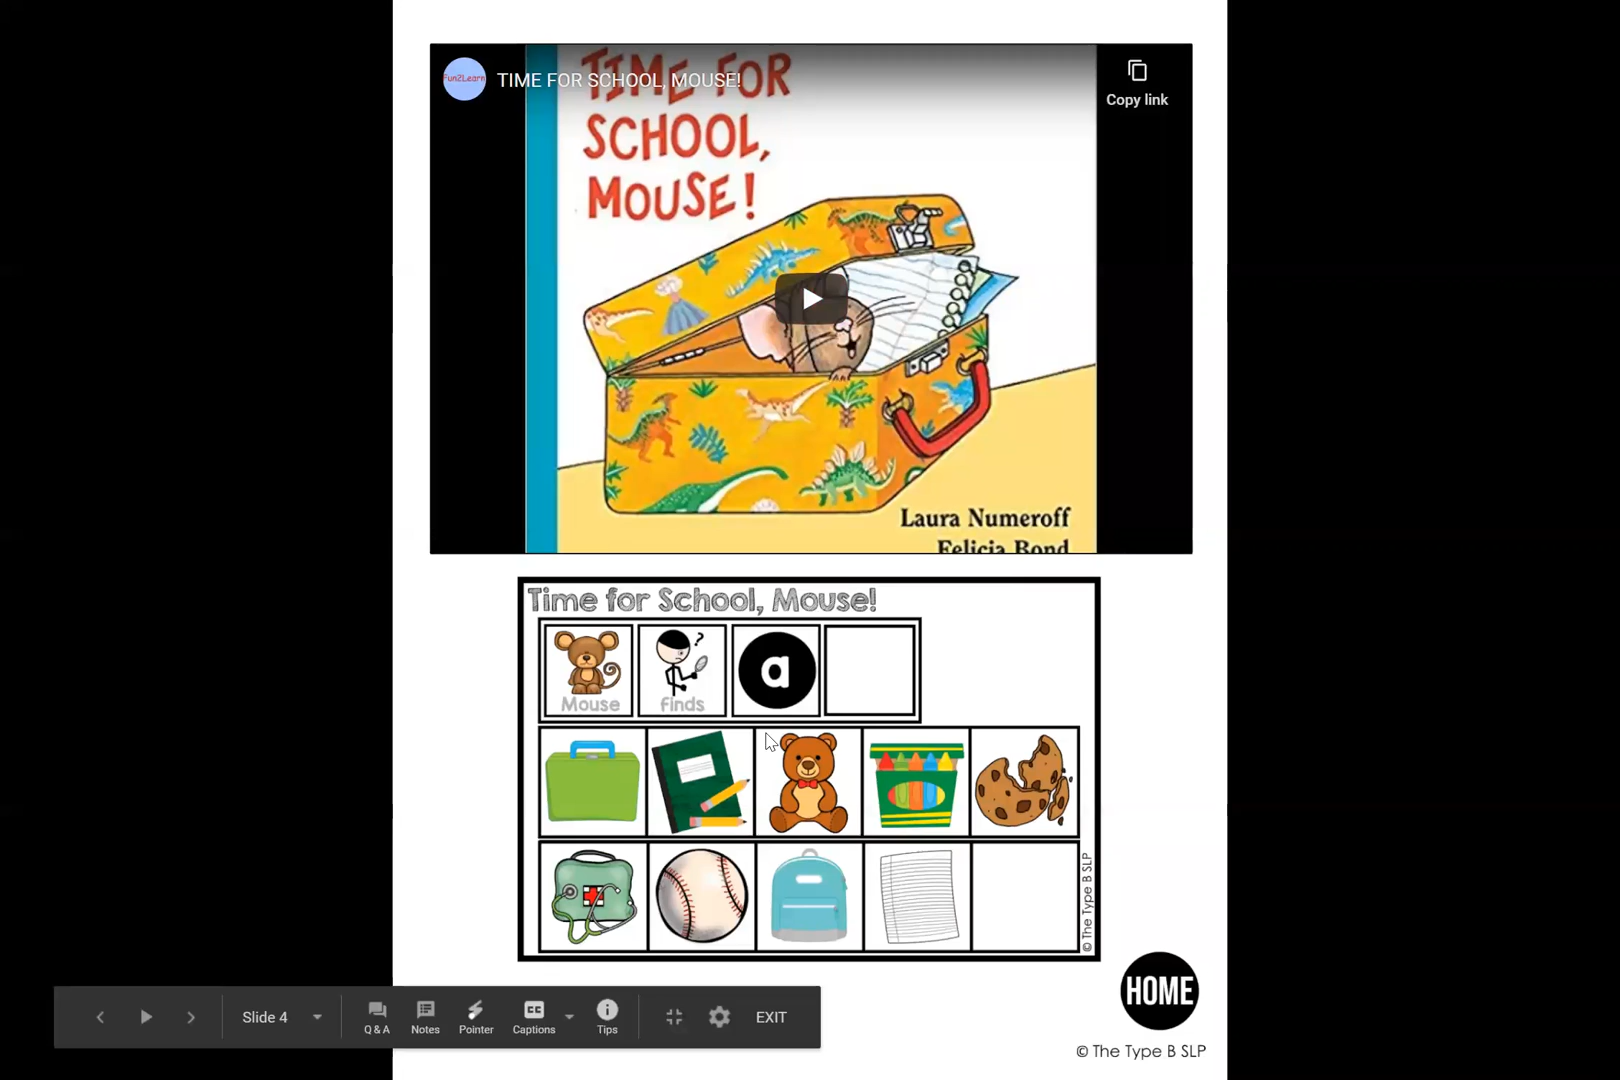 Fun2Learn
TIME FOR SCHOOL, MOUSE!
Copy link
TIME FOR
SCHOOL,
MOUSE!
Laura Numeroff
Felicia Bond
Time for School, Mouse!
Mouse
finds
?
a
© The Type B SLP
HOME
Slide 4
Q & A
Notes
Pointer
CC
Captions
Tips
EXIT
© The Type B SLP